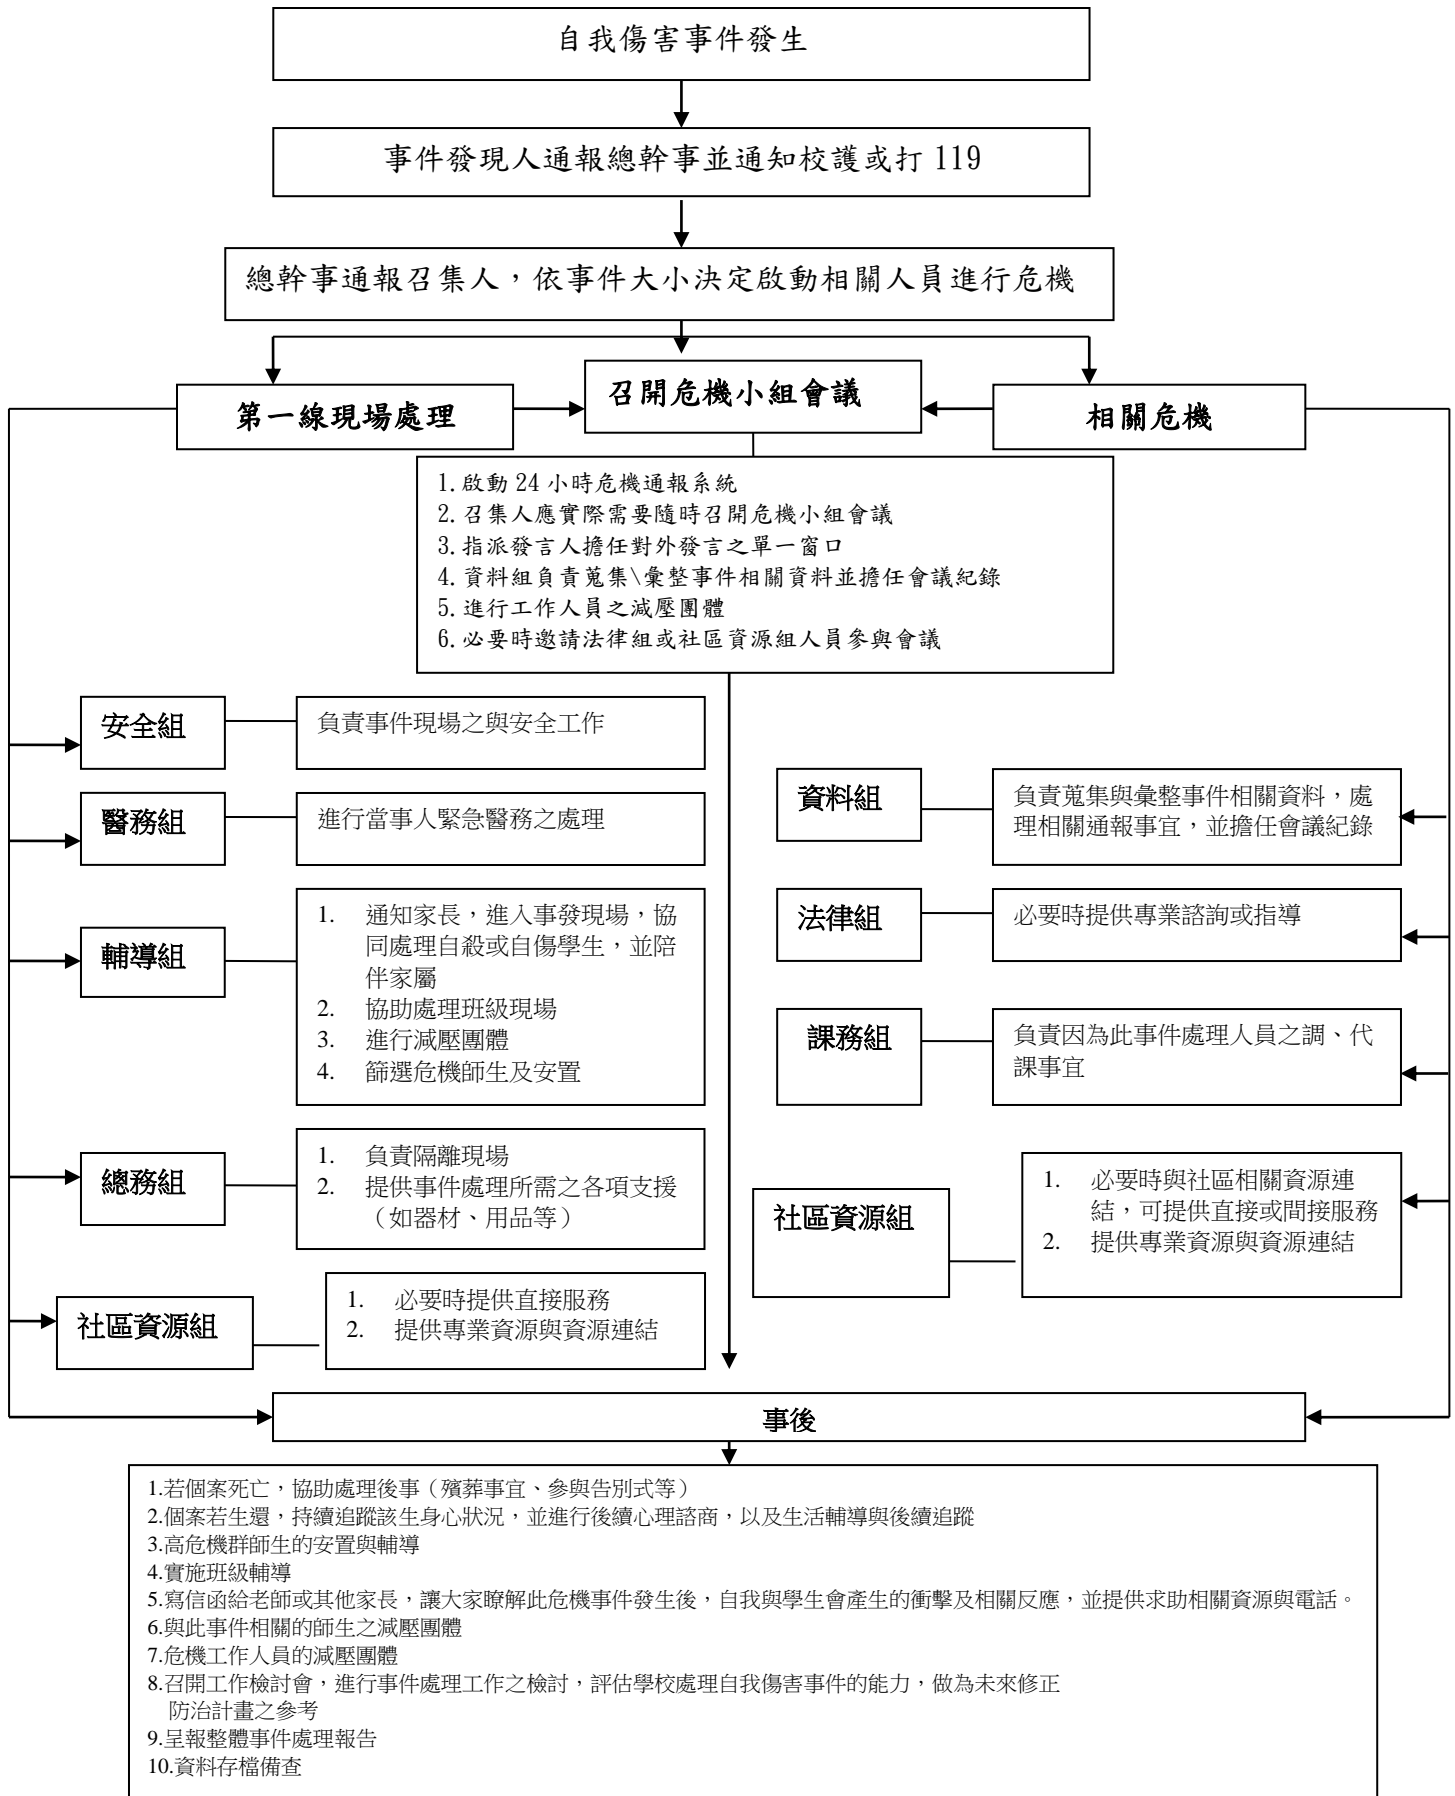 自我傷害事件發生
事件發現人通報總幹事並通知校護或打 119
總幹事通報召集人，依事件大小決定啟動相關人員進行危機
第一線現場處理
召開危機小組會議
相關危機
1.啟動 24 小時危機通報系統
2.召集人應實際需要隨時召開危機小組會議
3.指派發言人擔任對外發言之單一窗口
4.資料組負責蒐集\彙整事件相關資料並擔任會議紀錄
5.進行工作人員之減壓團體
6.必要時邀請法律組或社區資源組人員參與會議
安全組
負責事件現場之與安全工作
醫務組
進行當事人緊急醫務之處理
輔導組
1. 通知家長，進入事發現場，協
同處理自殺或自傷學生，並陪
伴家屬
2. 協助處理班級現場
3. 進行減壓團體
4. 篩選危機師生及安置
總務組
1. 負責隔離現場
2. 提供事件處理所需之各項支援
（如器材、用品等）
社區資源組
1. 必要時提供直接服務
2. 提供專業資源與資源連結
資料組
負責蒐集與彙整事件相關資料，處
理相關通報事宜，並擔任會議紀錄
法律組
必要時提供專業諮詢或指導
課務組
負責因為此事件處理人員之調、代
課事宜
社區資源組
1. 必要時與社區相關資源連
結，可提供直接或間接服務
2. 提供專業資源與資源連結
事後
1.若個案死亡，協助處理後事（殯葬事宜、參與告別式等）
2.個案若生還，持續追蹤該生身心狀況，並進行後續心理諮商，以及生活輔導與後續追蹤
3.高危機群師生的安置與輔導
4.實施班級輔導
5.寫信函給老師或其他家長，讓大家瞭解此危機事件發生後，自我與學生會產生的衝擊及相關反應，並提供求助相關資源與電話。
6.與此事件相關的師生之減壓團體
7.危機工作人員的減壓團體
8.召開工作檢討會，進行事件處理工作之檢討，評估學校處理自我傷害事件的能力，做為未來修正
防治計畫之參考
9.呈報整體事件處理報告
10.資料存檔備查